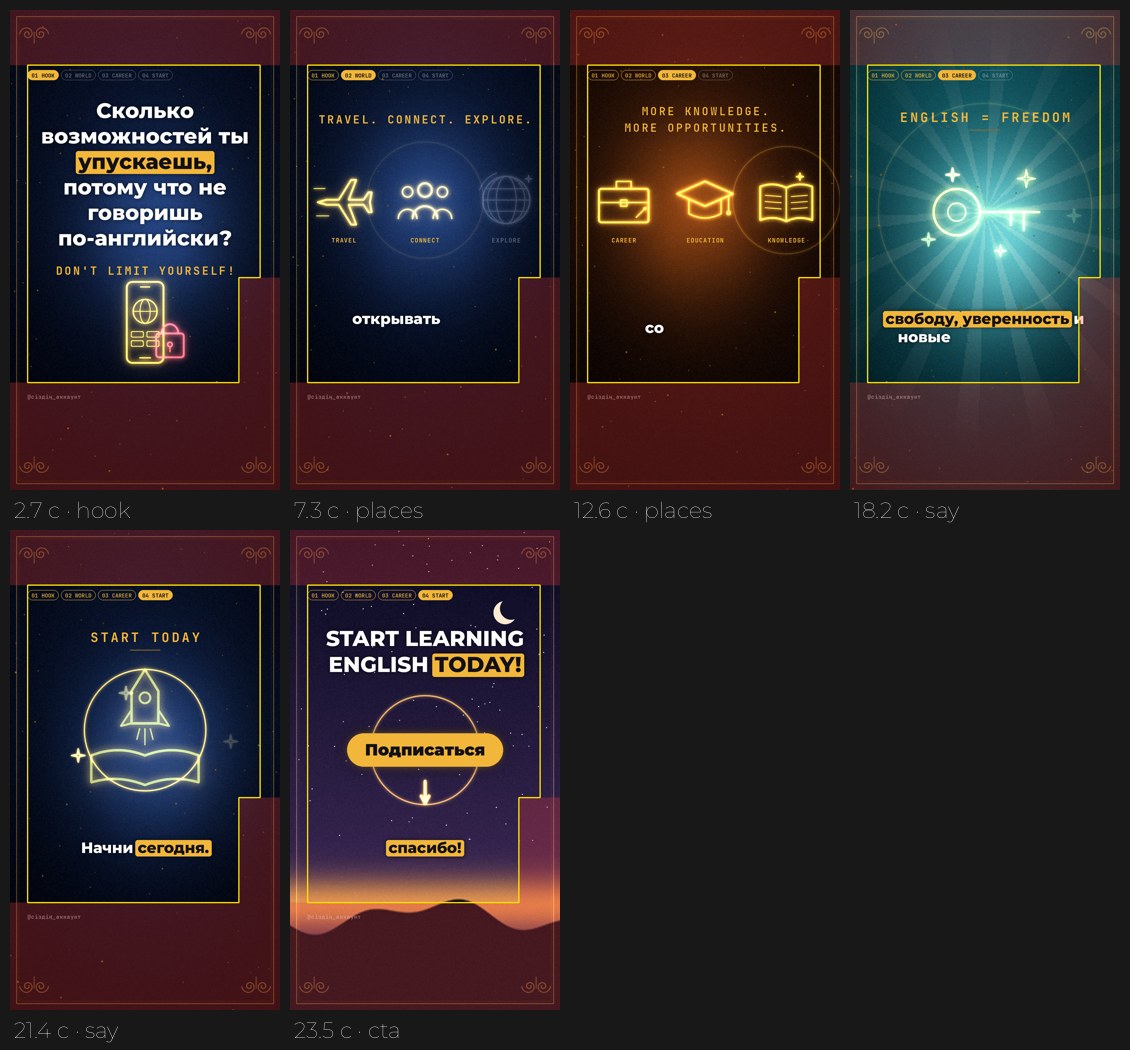 01 HOOK 02 WORLD 03 CAREER 04 START
Сколько
возможностей ты
упускаешь,
потому что не
говоришь
по-английски?
DON'T LIMIT YOURSELF!
2.7 с · hook
01 HOOK 02 WORLD 03 CAREER 04 START
TRAVEL. CONNECT. EXPLORE.
TRAVEL CONNECT EXPLORE
открывать
7.3 с · places
01 HOOK 02 WORLD 03 CAREER 04 START
MORE KNOWLEDGE.
MORE OPPORTUNITIES.
CAREER EDUCATION KNOWLEDGE
со
12.6 с · places
01 HOOK 02 WORLD 03 CAREER 04 START
ENGLISH = FREEDOM
свободу, уверенность и
новые
18.2 с · say
01 HOOK 02 WORLD 03 CAREER 04 START
START TODAY
Начни сегодня.
21.4 с · say
01 HOOK 02 WORLD 03 CAREER 04 START
START LEARNING
ENGLISH TODAY!
Подписаться
спасибо!
23.5 с · cta